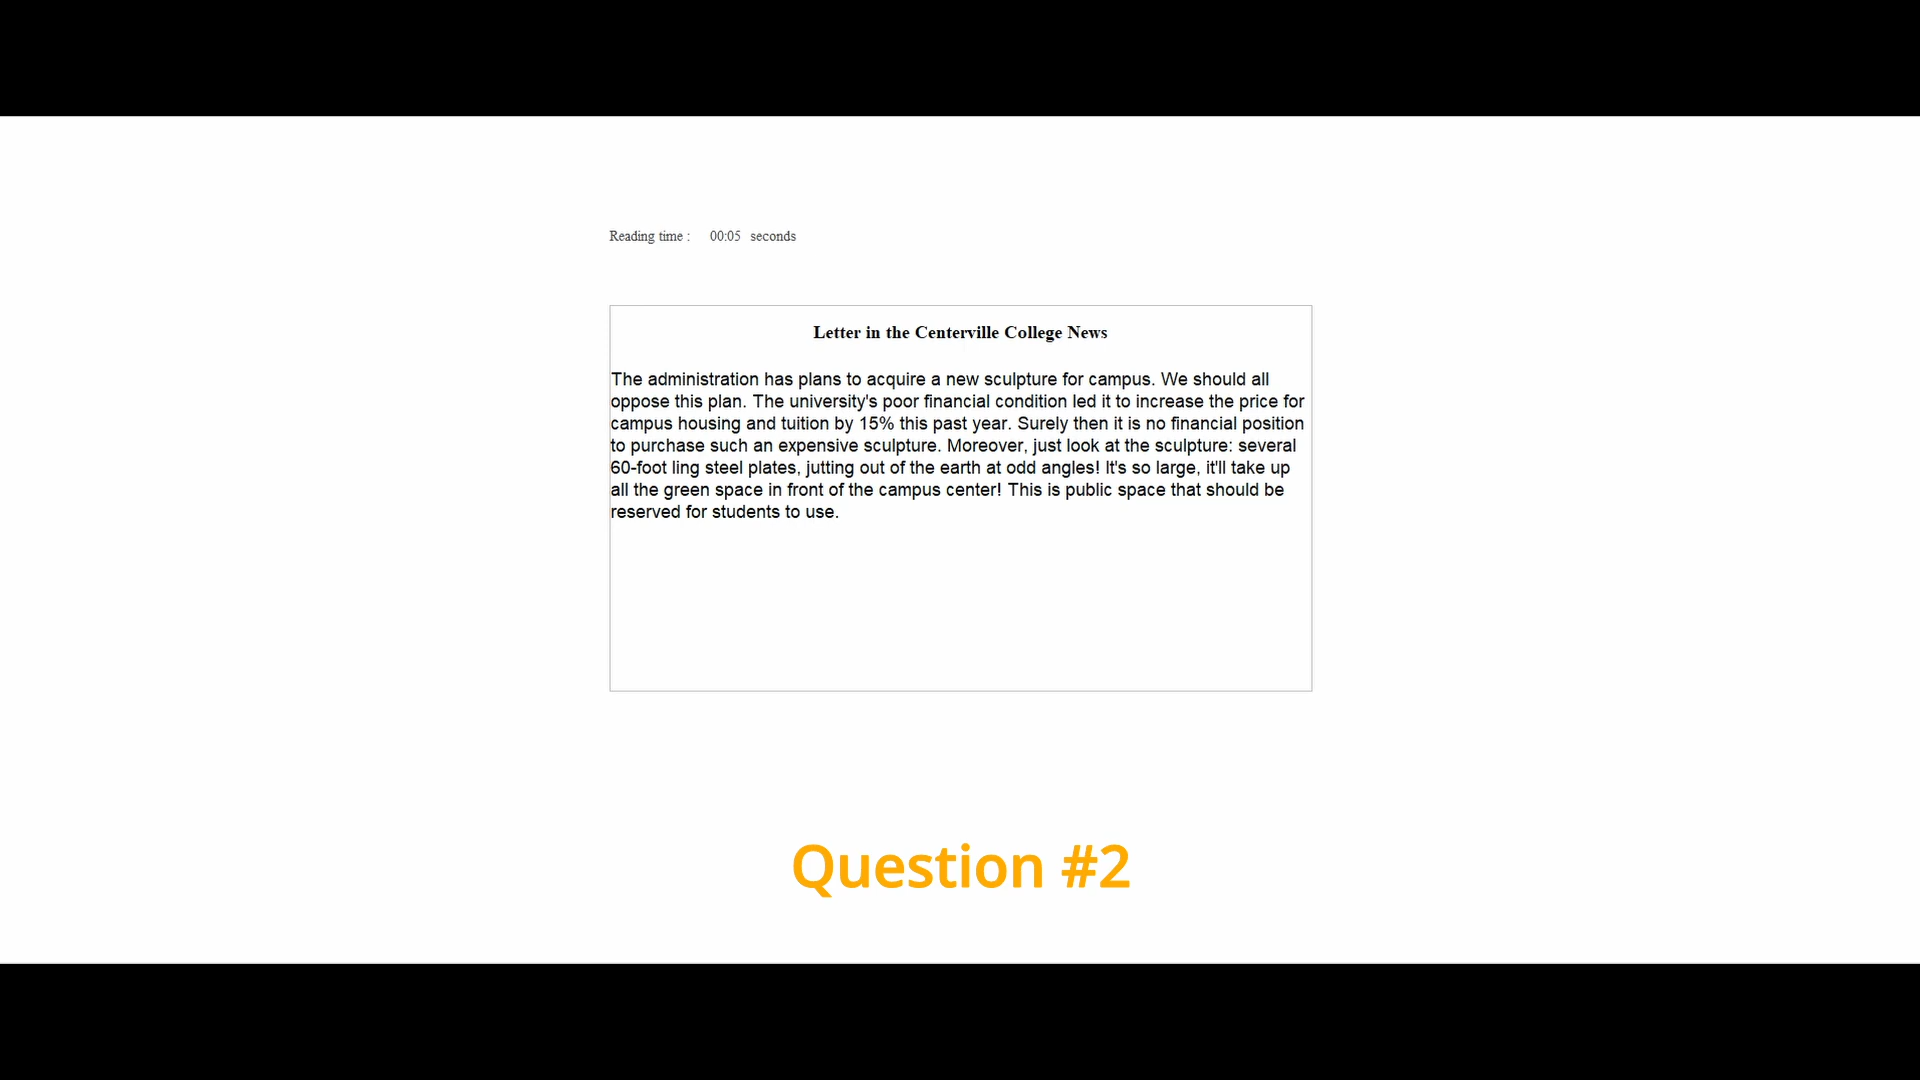 Reading time : 00:05 seconds
Letter in the Centerville College News
The administration has plans to acquire a new sculpture for campus. We should all
oppose this plan. The university's poor financial condition led it to increase the price for
campus housing and tuition by 15% this past year. Surely then it is no financial position
to purchase such an expensive sculpture. Moreover, just look at the sculpture: several
60-foot ling steel plates, jutting out of the earth at odd angles! It's so large, it'll take up
all the green space in front of the campus center! This is public space that should be
reserved for students to use.
Question #2